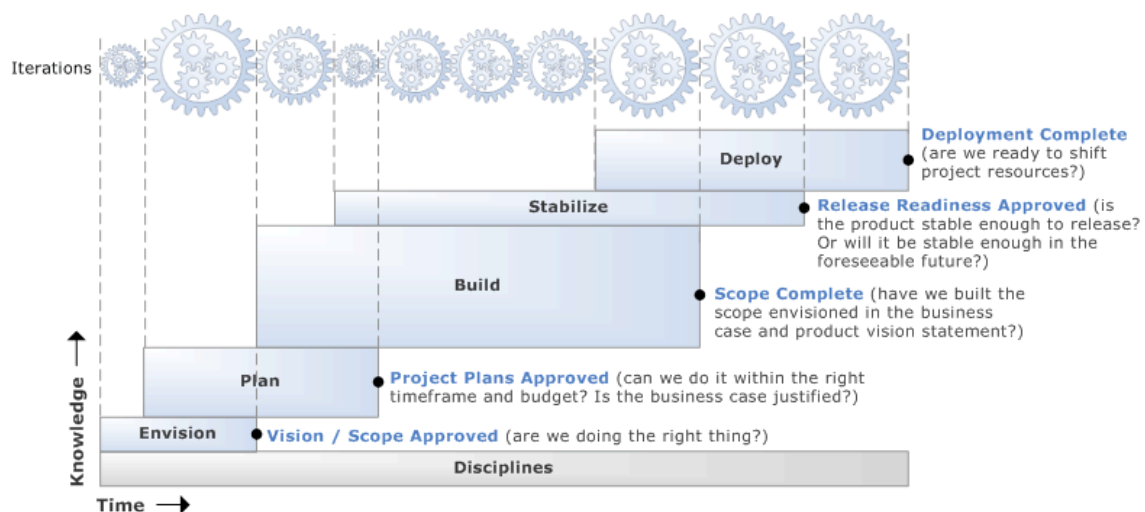 Iterations
Deploy
Deployment Complete
(are we ready to shift
project resources?)
Stabilize
Release Readiness Approved (is
the product stable enough to release?
Or will it be stable enough in the
foreseeable future?)
Build
Scope Complete (have we built the
scope envisioned in the business
case and product vision statement?)
Plan
Project Plans Approved (can we do it within the right
timeframe and budget? Is the business case justified?)
Envision
Vision / Scope Approved (are we doing the right thing?)
Disciplines
Knowledge
Time